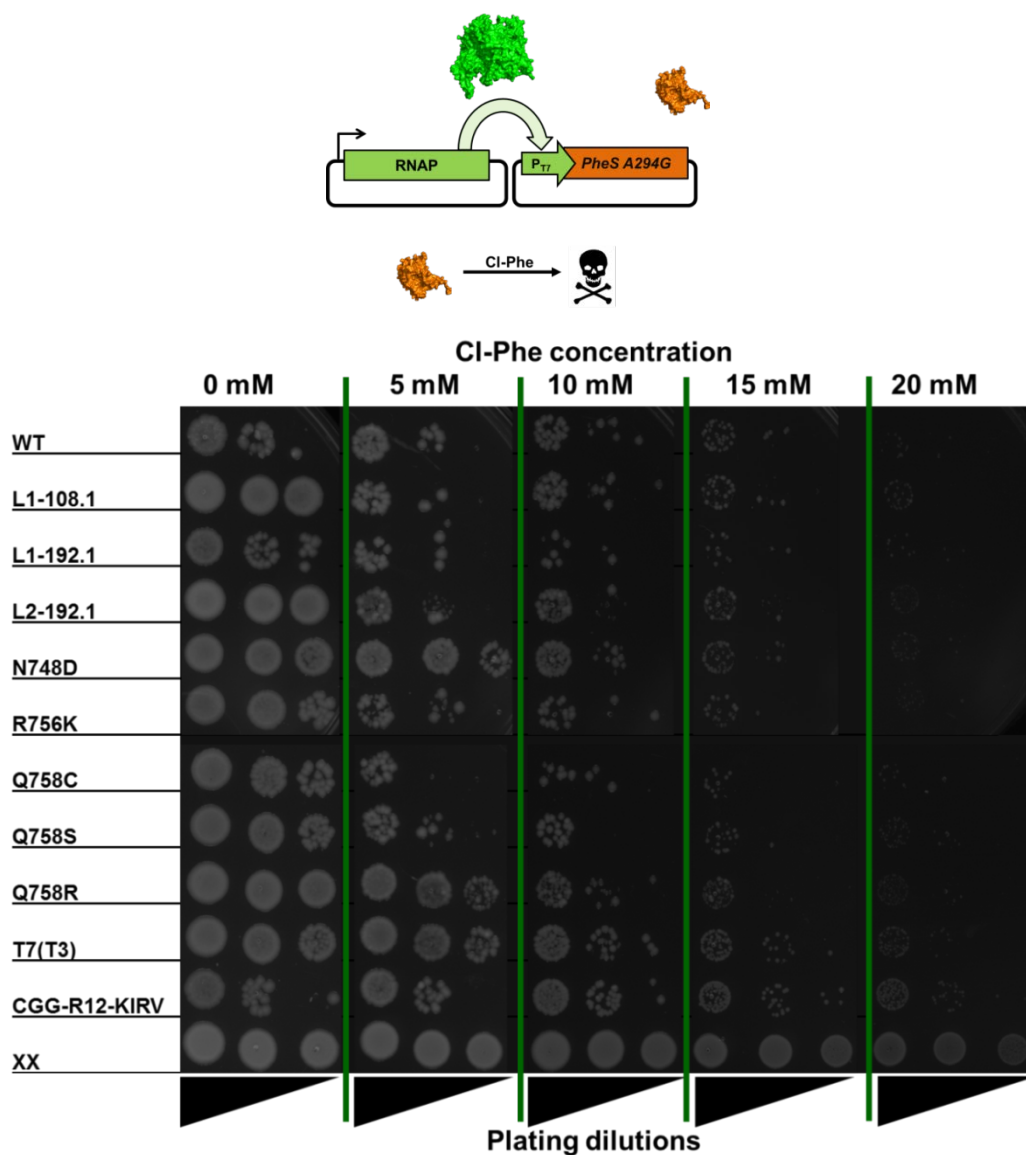 RNAP
P_T7 PheS A294G
Cl-Phe
Cl-Phe concentration
0 mM 5 mM 10 mM 15 mM 20 mM
WT
L1-108.1
L1-192.1
L2-192.1
N748D
R756K
Q758C
Q758S
Q758R
T7(T3)
CGG-R12-KIRV
XX
Plating dilutions